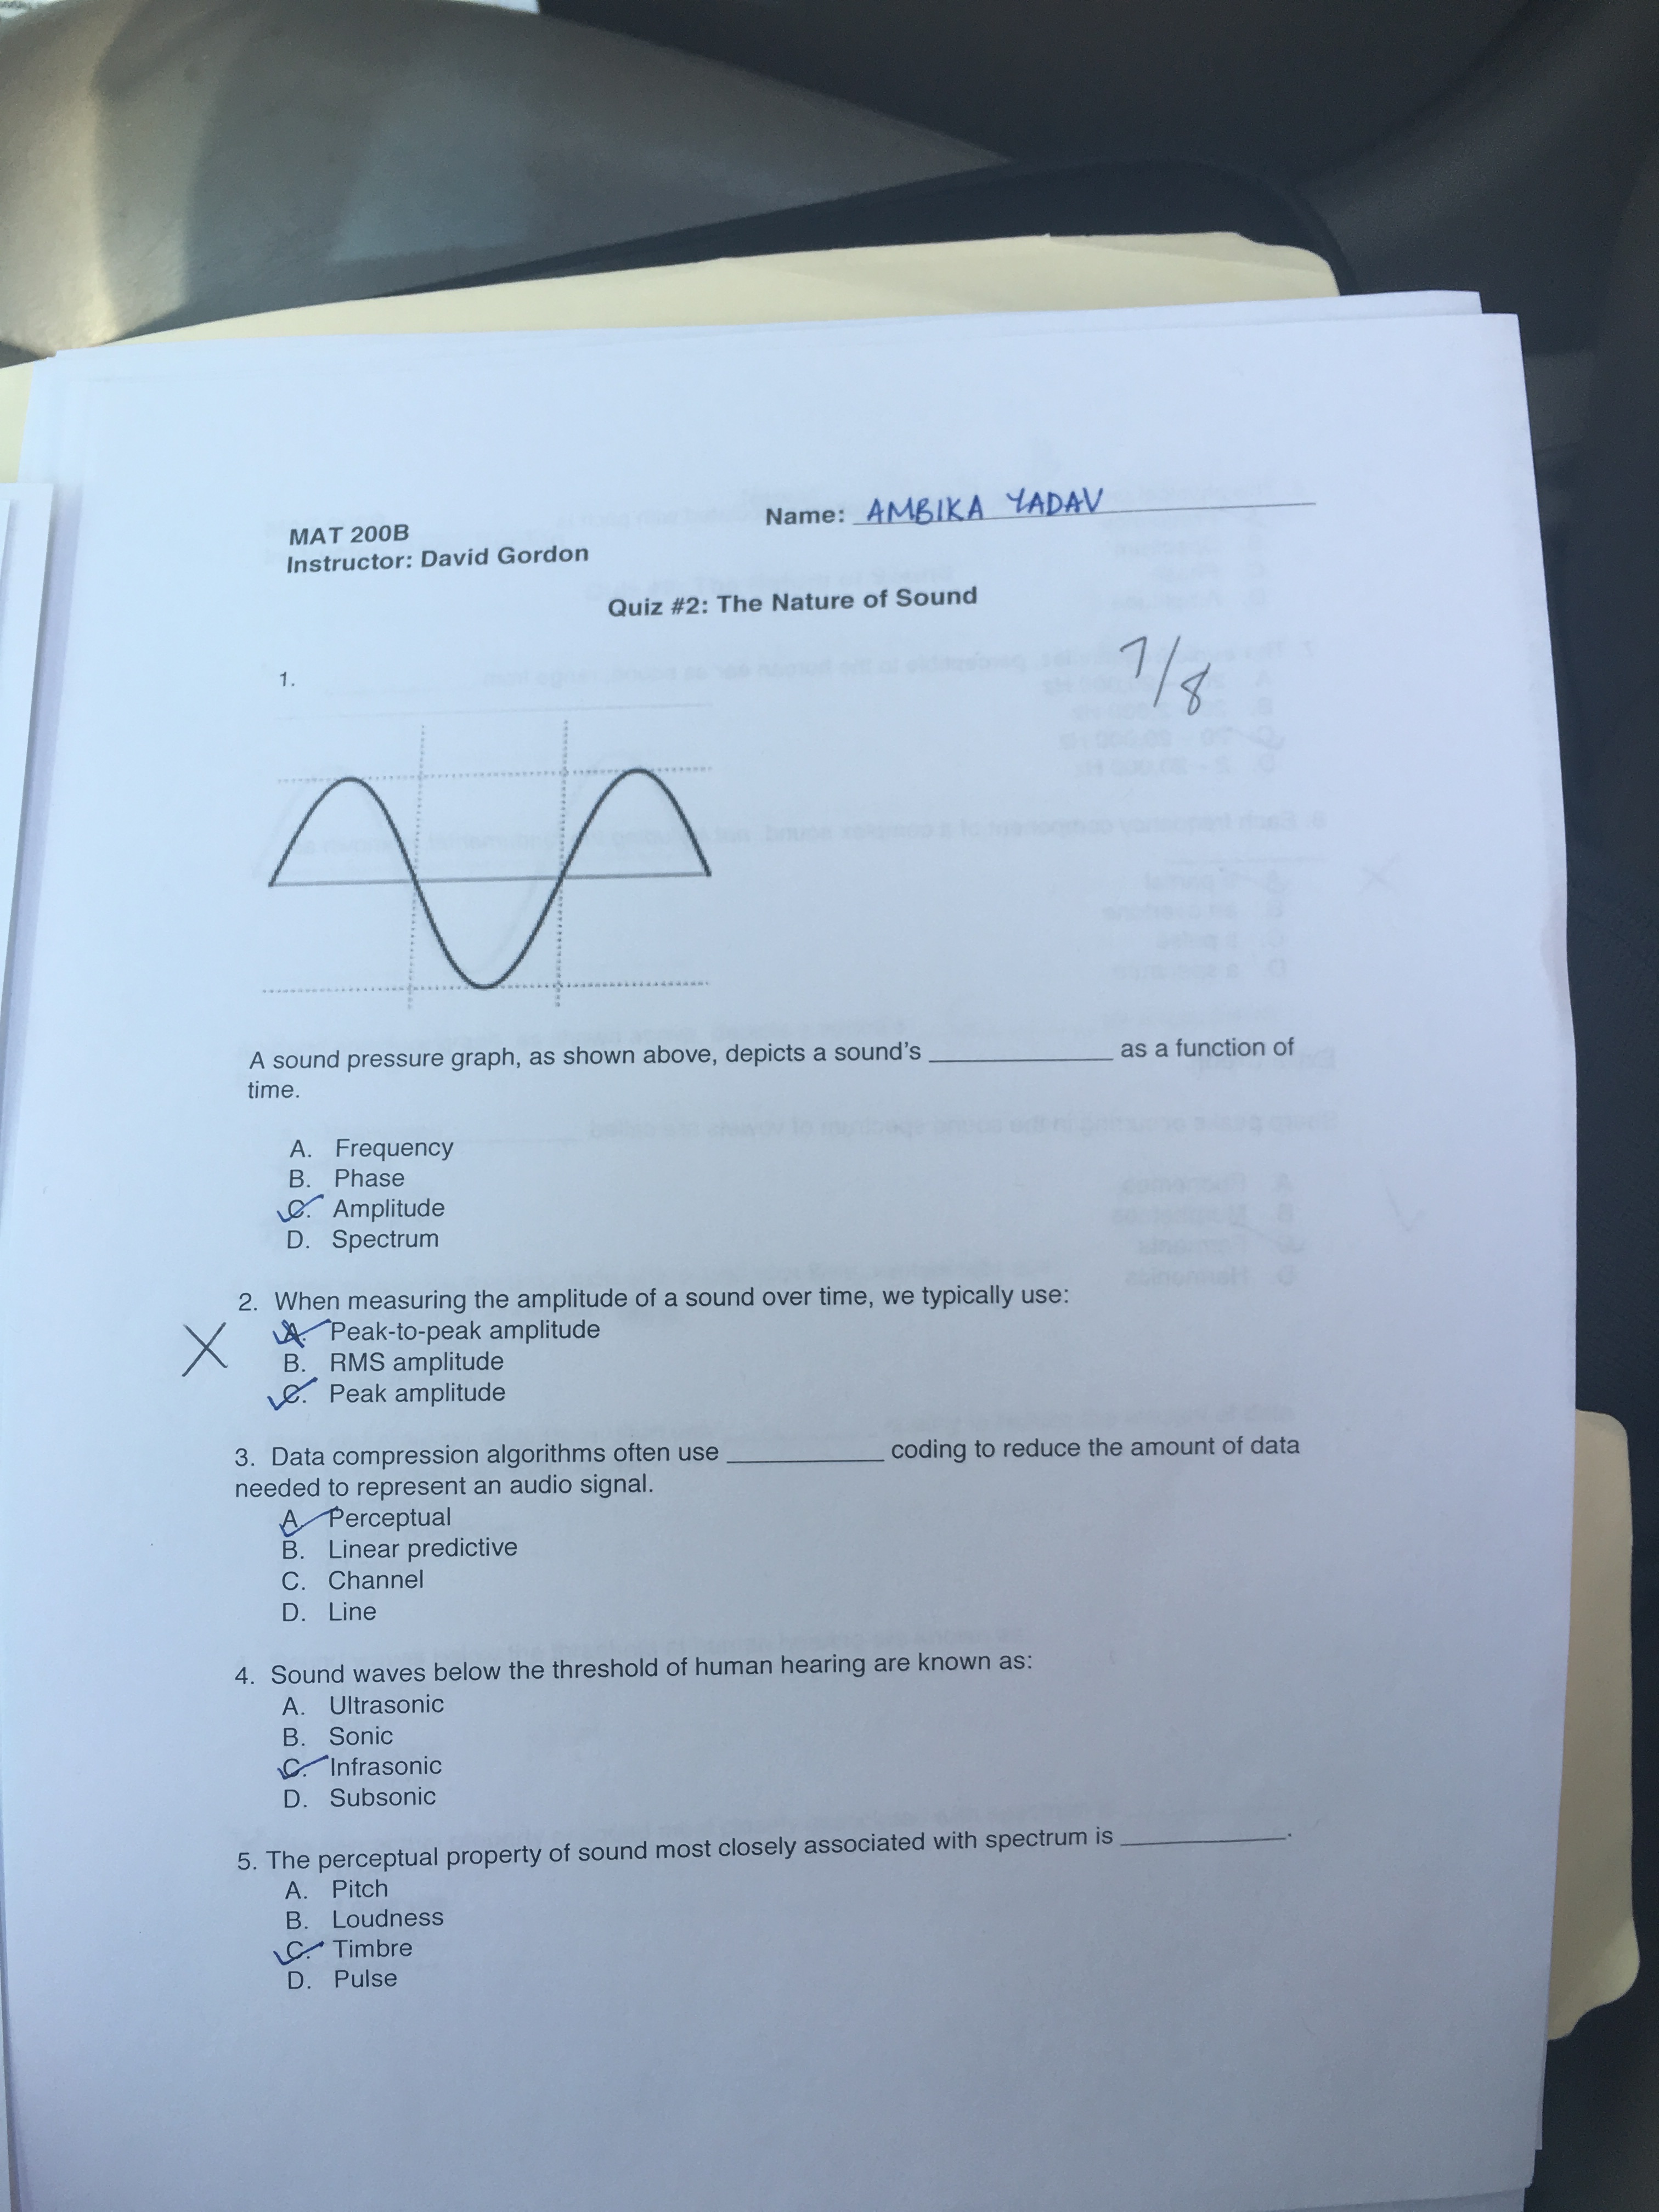 Name: AMBIKA YADAV
MAT 200B
Instructor: David Gordon
Quiz #2: The Nature of Sound
7/8
1.
A sound pressure graph, as shown above, depicts a sound's ____________ as a function of
time.
A. Frequency
B. Phase
C. Amplitude
D. Spectrum
2. When measuring the amplitude of a sound over time, we typically use:
A. Peak-to-peak amplitude
B. RMS amplitude
C. Peak amplitude
3. Data compression algorithms often use __________ coding to reduce the amount of data
needed to represent an audio signal.
A. Perceptual
B. Linear predictive
C. Channel
D. Line
4. Sound waves below the threshold of human hearing are known as:
A. Ultrasonic
B. Sonic
C. Infrasonic
D. Subsonic
5. The perceptual property of sound most closely associated with spectrum is ___________.
A. Pitch
B. Loudness
C. Timbre
D. Pulse